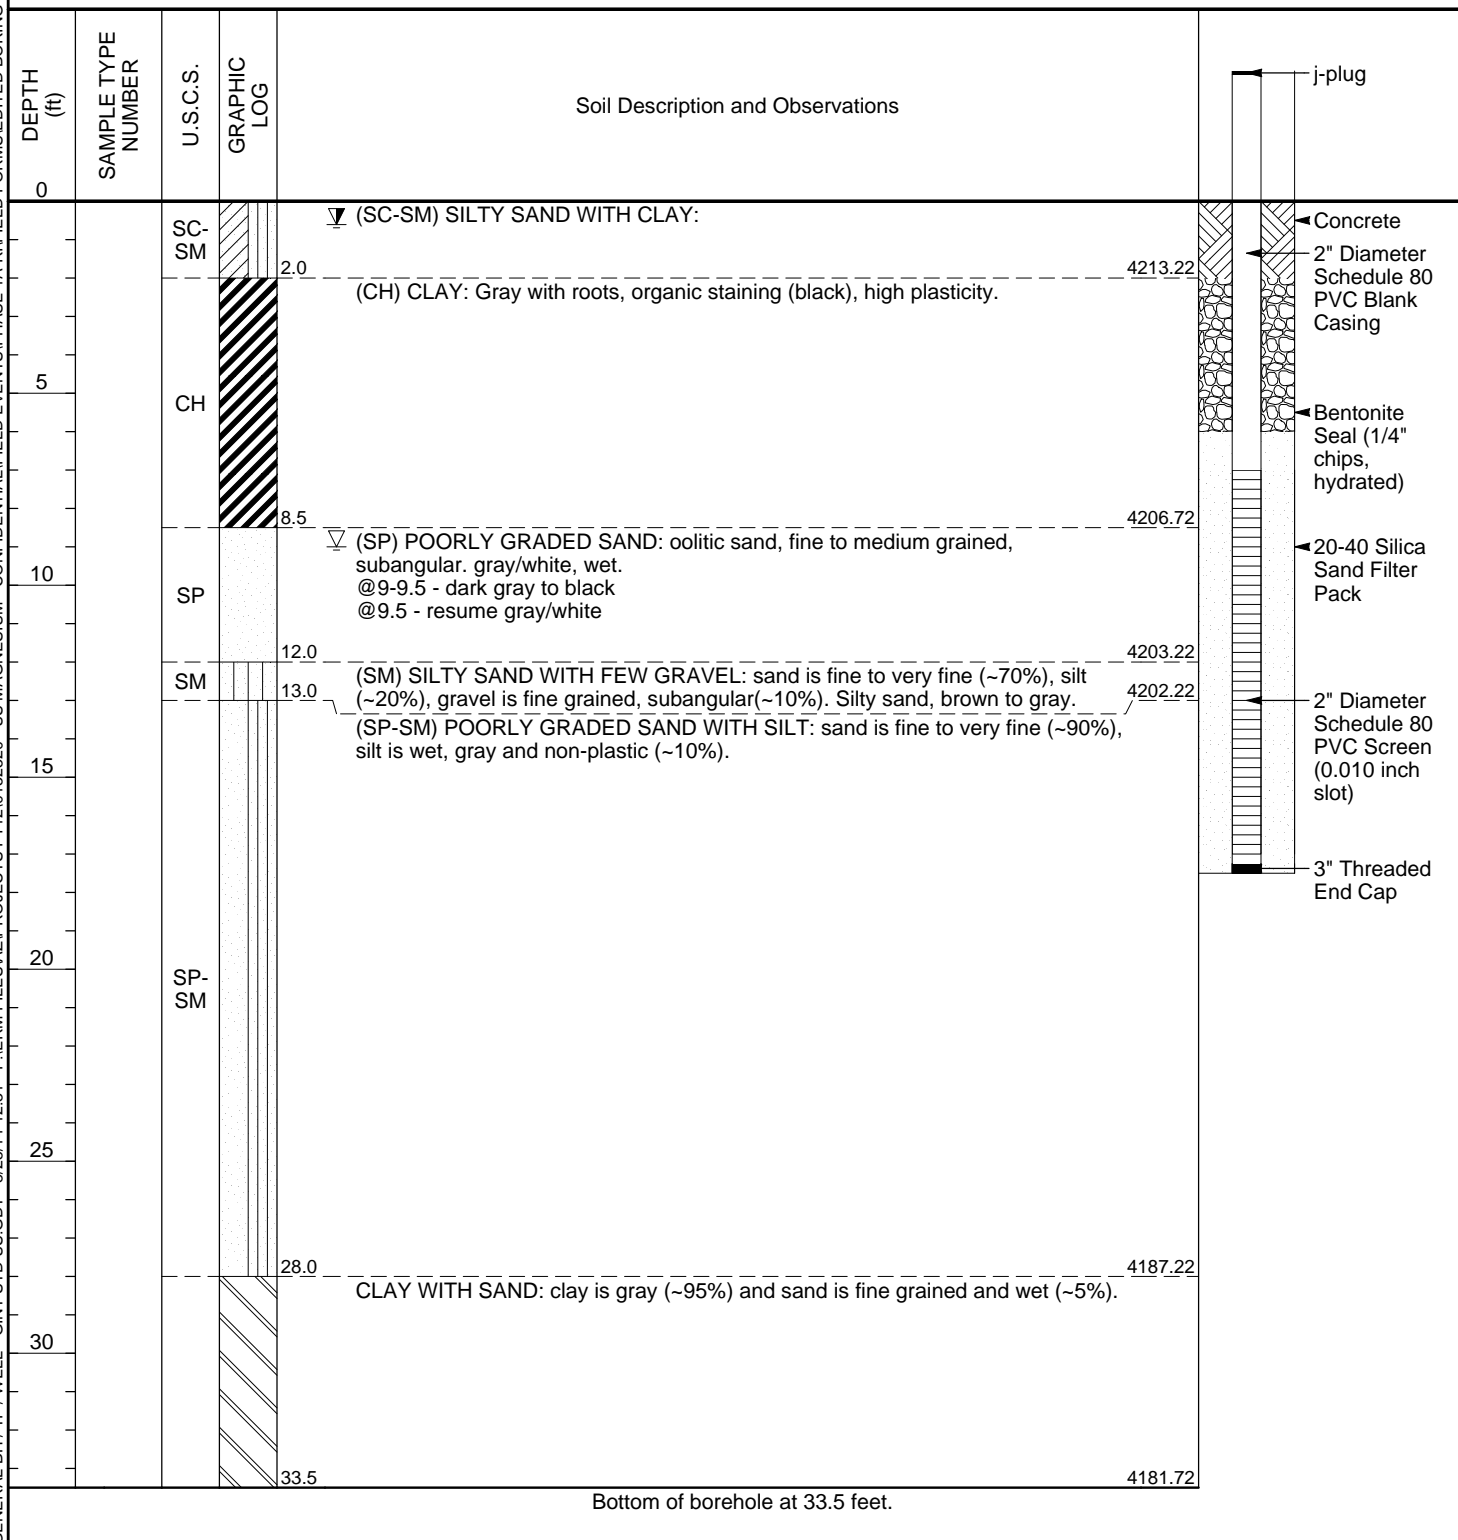 DEPTH
(ft)
SAMPLE TYPE
NUMBER
U.S.C.S.
GRAPHIC
LOG
Soil Description and Observations
j-plug
0
SC-
SM
(SC-SM) SILTY SAND WITH CLAY:
Concrete
2" Diameter
Schedule 80
PVC Blank
Casing
2.0
4213.22
(CH) CLAY: Gray with roots, organic staining (black), high plasticity.
5
CH
Bentonite
Seal (1/4"
chips,
hydrated)
8.5
4206.72
(SP) POORLY GRADED SAND: oolitic sand, fine to medium grained,
subangular. gray/white, wet.
@9-9.5 - dark gray to black
@9.5 - resume gray/white
20-40 Silica
Sand Filter
Pack
10
SP
12.0
4203.22
SM
(SM) SILTY SAND WITH FEW GRAVEL: sand is fine to very fine (~70%), silt
(~20%), gravel is fine grained, subangular(~10%). Silty sand, brown to gray.
13.0
4202.22
(SP-SM) POORLY GRADED SAND WITH SILT: sand is fine to very fine (~90%),
silt is wet, gray and non-plastic (~10%).
2" Diameter
Schedule 80
PVC Screen
(0.010 inch
slot)
15
3" Threaded
End Cap
20
SP-
SM
25
28.0
4187.22
CLAY WITH SAND: clay is gray (~95%) and sand is fine grained and wet (~5%).
30
33.5
4181.72
Bottom of borehole at 33.5 feet.